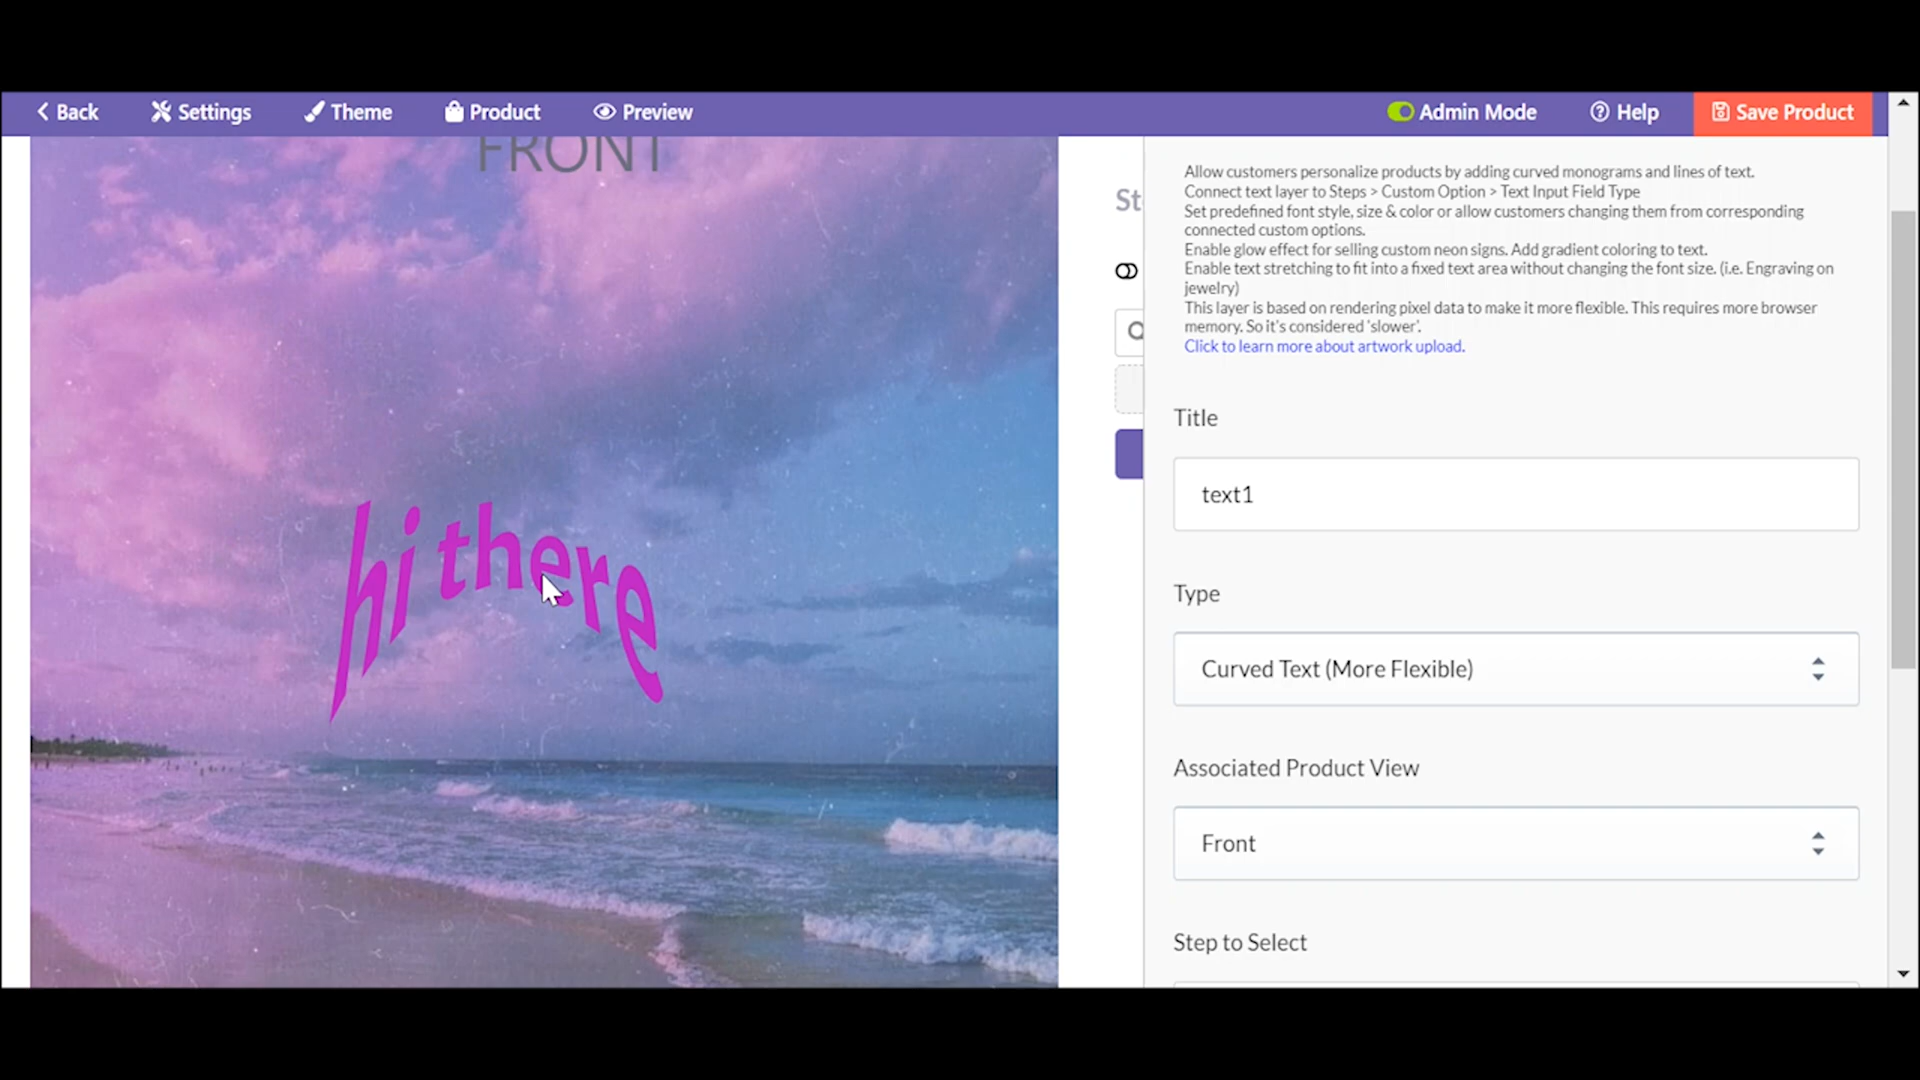 Back
Settings
Theme
Product
Preview
Admin Mode
Help
Save Product
FRONT
hi there
St
Allow customers personalize products by adding curved monograms and lines of text.
Connect text layer to Steps > Custom Option > Text Input Field Type
Set predefined font style, size & color or allow customers changing them from corresponding
connected custom options.
Enable glow effect for selling custom neon signs. Add gradient coloring to text.
Enable text stretching to fit into a fixed text area without changing the font size. (i.e. Engraving on
jewelry)
This layer is based on rendering pixel data to make it more flexible. This requires more browser
memory. So it's considered 'slower'.
Click to learn more about artwork upload.
Title
text1
Type
Curved Text (More Flexible)
Associated Product View
Front
Step to Select